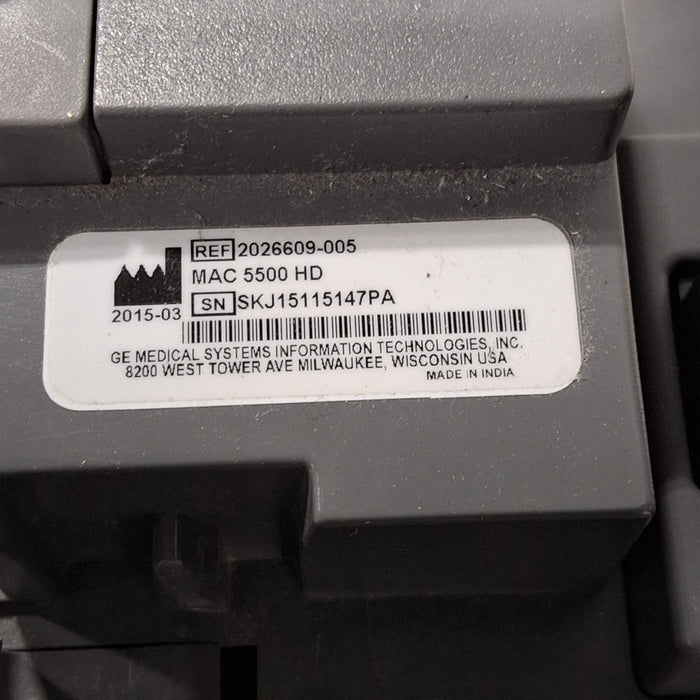 REF 2026609-005
MAC 5500 HD
SN SKJ15115147PA
2015-03
GE MEDICAL SYSTEMS INFORMATION TECHNOLOGIES, INC.
8200 WEST TOWER AVE MILWAUKEE, WISCONSIN USA
MADE IN INDIA